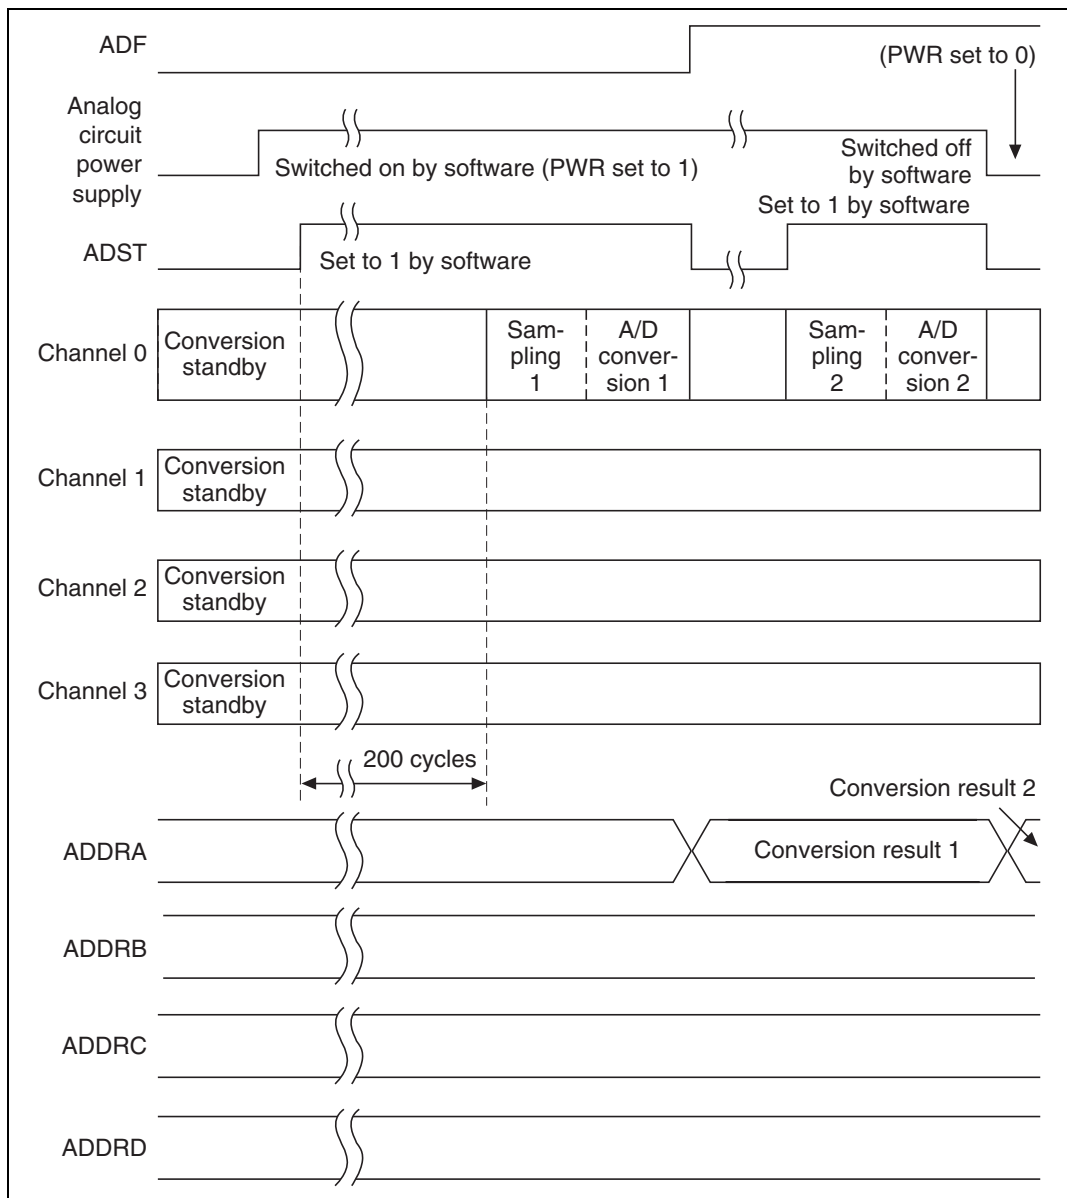 ADF
(PWR set to 0)
Analog
circuit
power
supply
Switched on by software (PWR set to 1)
Switched off
by software
Set to 1 by software
ADST
Set to 1 by software
Channel 0
Conversion
standby
Sam-
pling
1
A/D
conver-
sion 1
Sam-
pling
2
A/D
conver-
sion 2
Channel 1
Conversion
standby
Channel 2
Conversion
standby
Channel 3
Conversion
standby
200 cycles
Conversion result 2
ADDRA
Conversion result 1
ADDRB
ADDRC
ADDRD